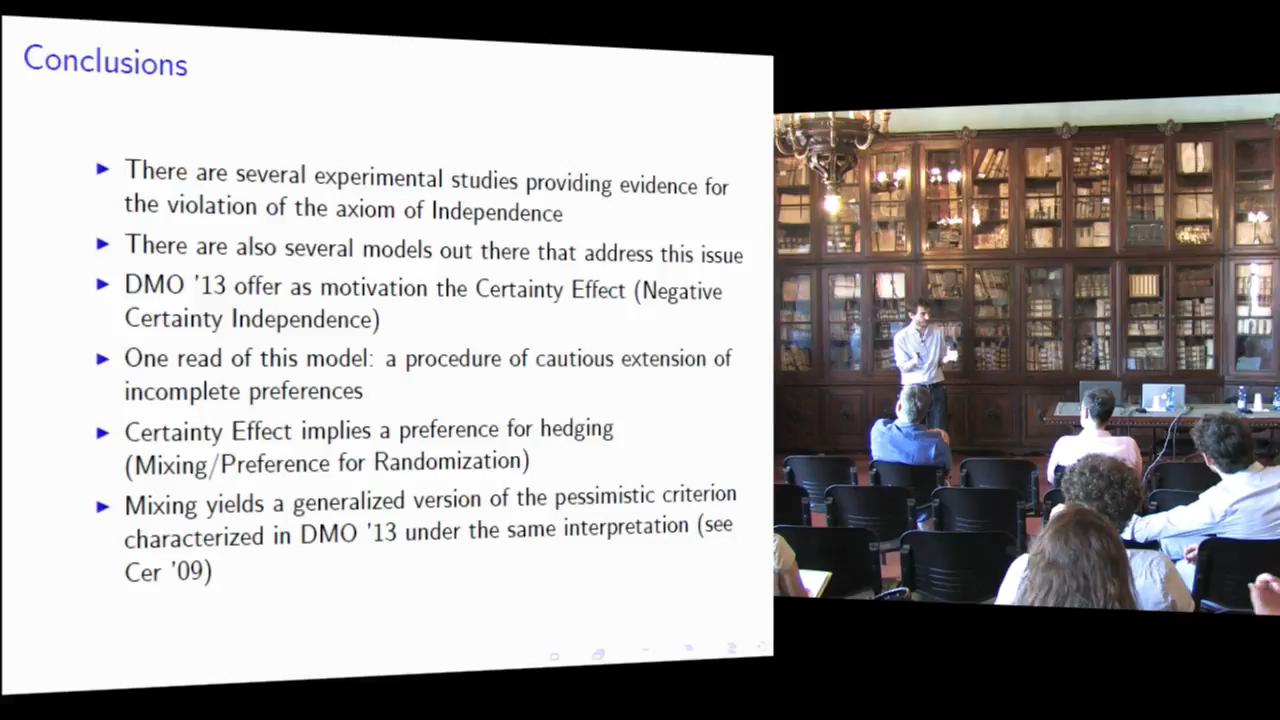 Conclusions
There are several experimental studies providing evidence for
the violation of the axiom of Independence
There are also several models out there that address this issue
DMO '13 offer as motivation the Certainty Effect (Negative
Certainty Independence)
One read of this model: a procedure of cautious extension of
incomplete preferences
Certainty Effect implies a preference for hedging
(Mixing/Preference for Randomization)
Mixing yields a generalized version of the pessimistic criterion
characterized in DMO '13 under the same interpretation (see
Cer '09)